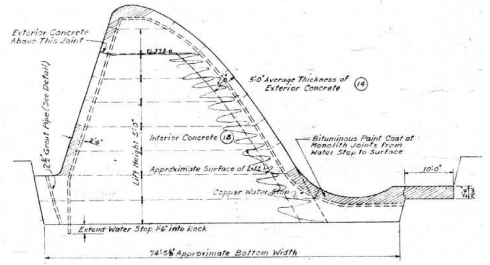 Exterior Concrete
Above This Joint
5'-0" Average Thickness of
Exterior Concrete
14
2½" Grout Pipe (See Detail)
Lift Height 5'-0"
Interior Concrete 18
Bituminous Paint Coat at
Monolith Joints From
Water Stop to Surface
10'-0"
Approximate Surface of Lift
Copper Water Stop
Extend Water Stop 1'-6" into Rock
74'-5⅝" Approximate Bottom Width